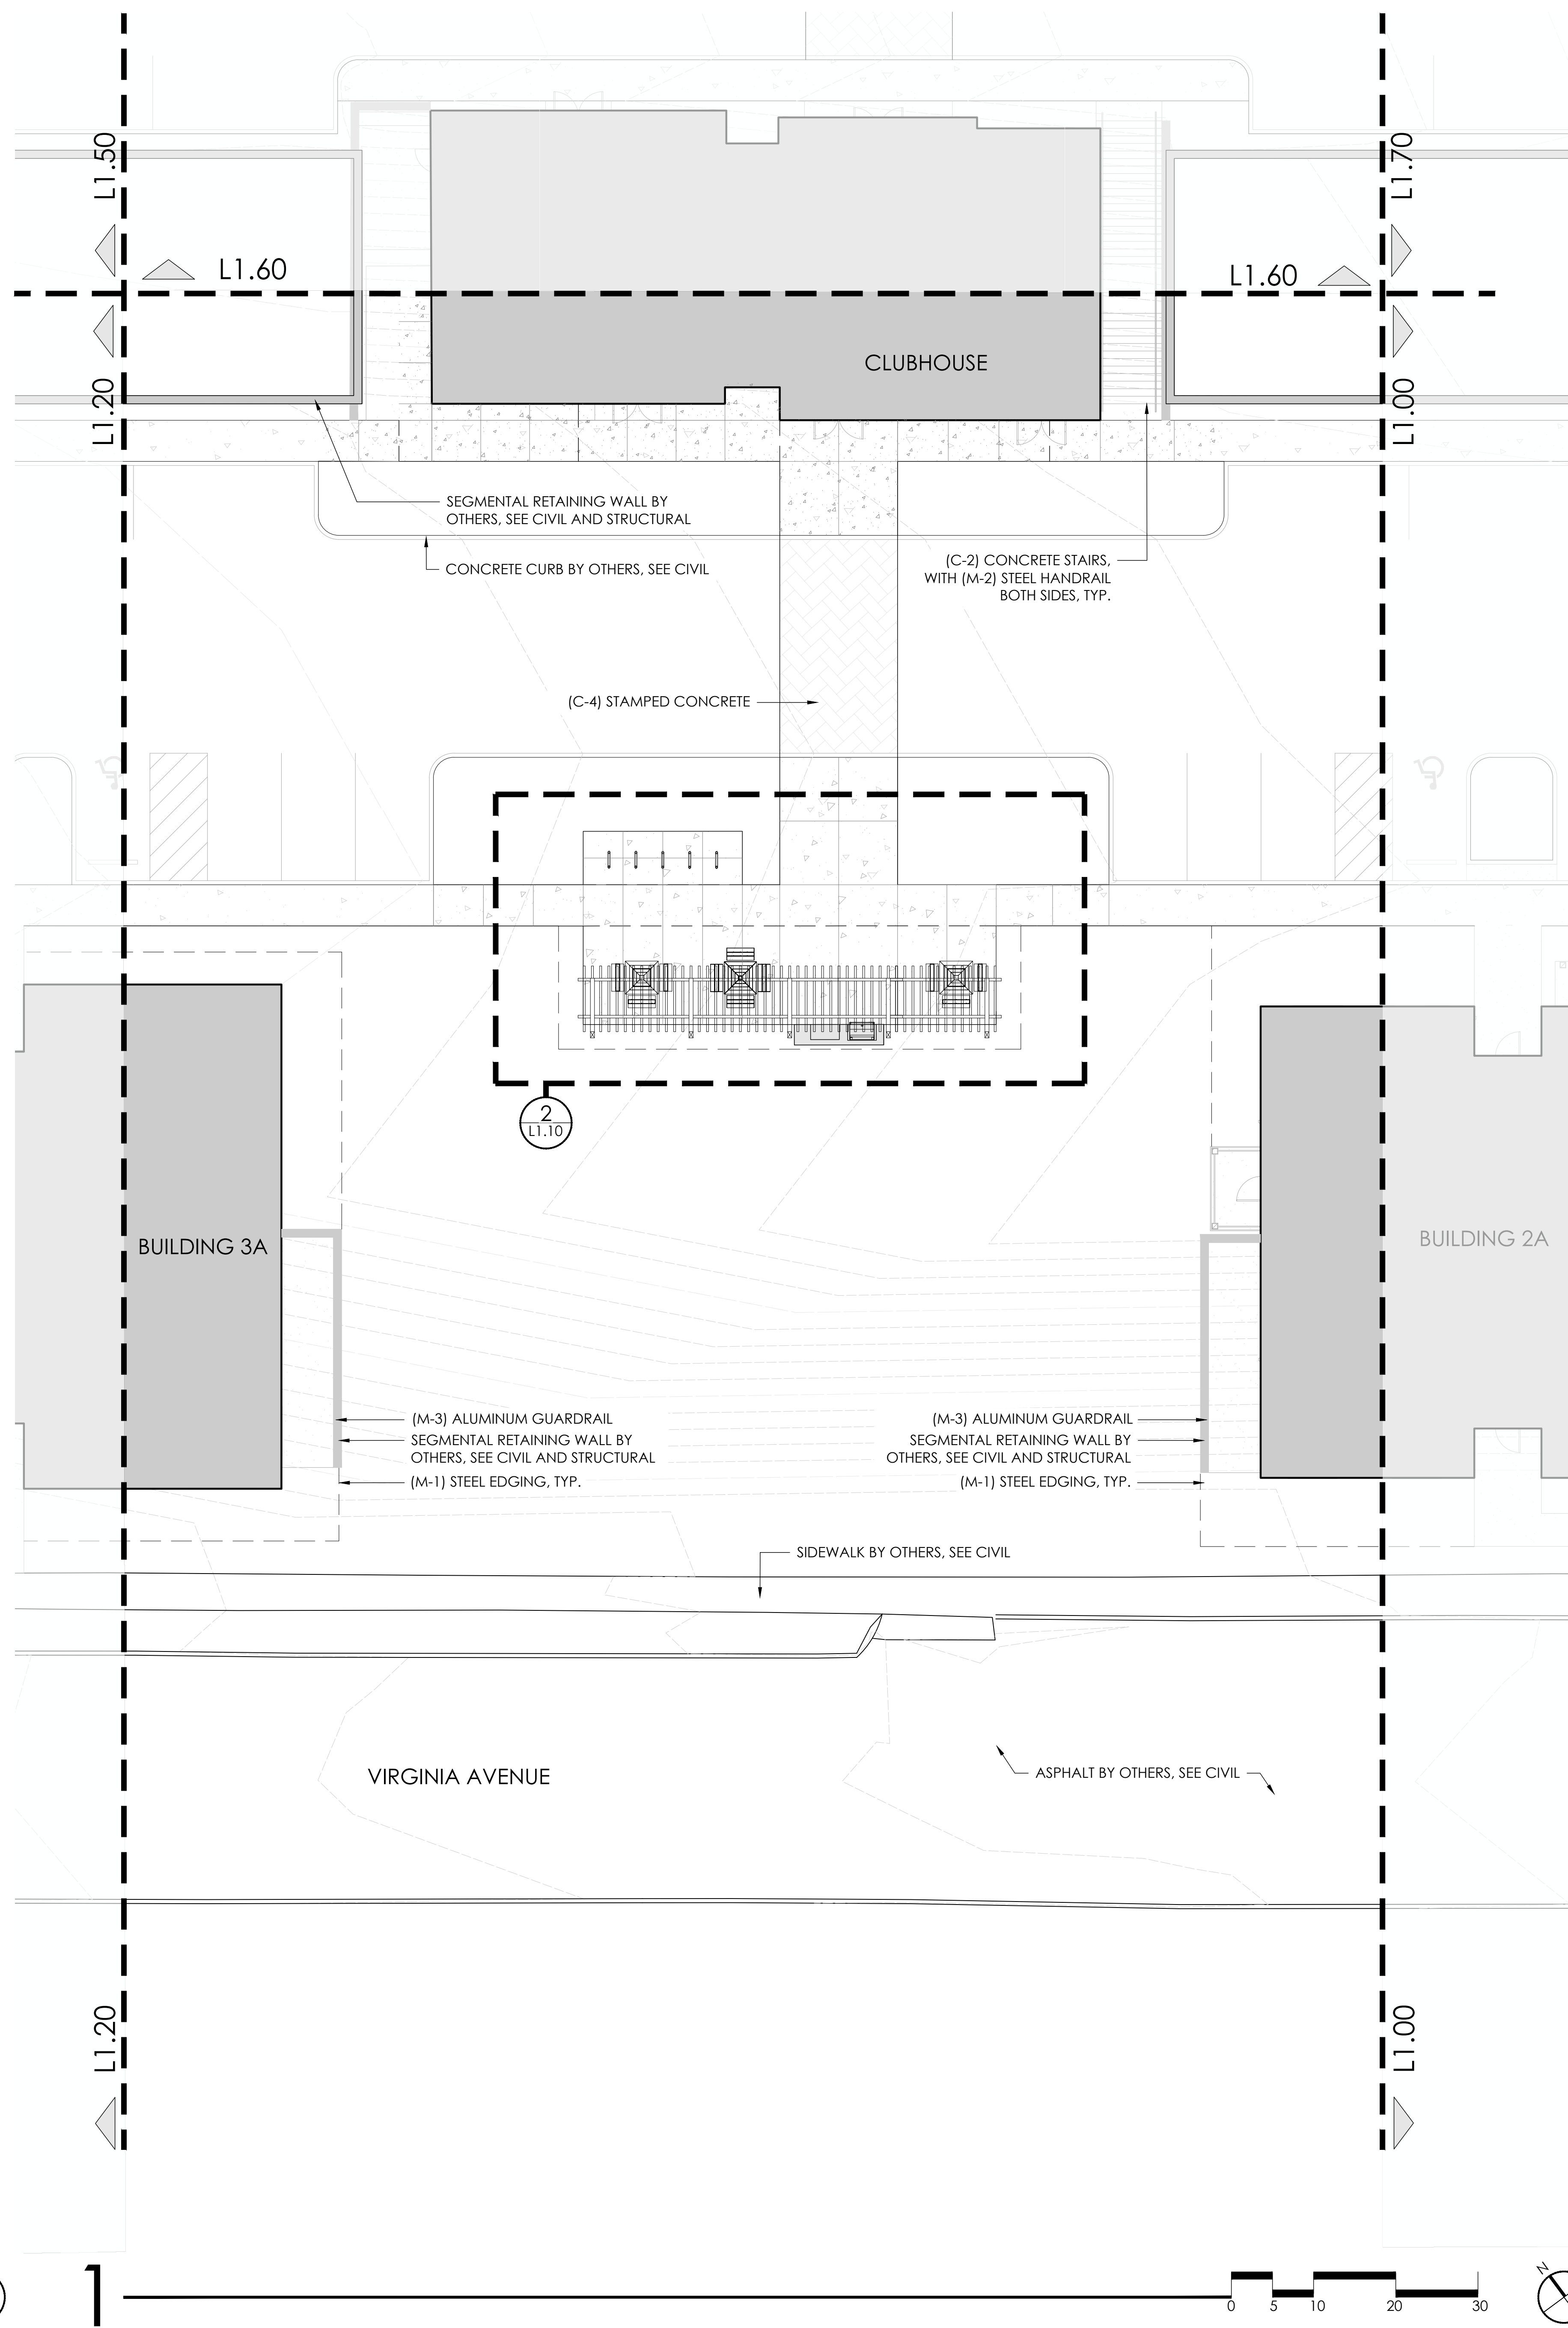 L1.50
L1.70
L1.60
L1.60
CLUBHOUSE
L1.20
L1.00
SEGMENTAL RETAINING WALL BY
OTHERS, SEE CIVIL AND STRUCTURAL
CONCRETE CURB BY OTHERS, SEE CIVIL
(C-2) CONCRETE STAIRS,
WITH (M-2) STEEL HANDRAIL
BOTH SIDES, TYP.
(C-4) STAMPED CONCRETE
2
L1.10
BUILDING 3A
BUILDING 2A
(M-3) ALUMINUM GUARDRAIL
SEGMENTAL RETAINING WALL BY
OTHERS, SEE CIVIL AND STRUCTURAL
(M-1) STEEL EDGING, TYP.
(M-3) ALUMINUM GUARDRAIL
SEGMENTAL RETAINING WALL BY
OTHERS, SEE CIVIL AND STRUCTURAL
(M-1) STEEL EDGING, TYP.
SIDEWALK BY OTHERS, SEE CIVIL
VIRGINIA AVENUE
ASPHALT BY OTHERS, SEE CIVIL
L1.20
L1.00
1
0 5 10 20 30
N